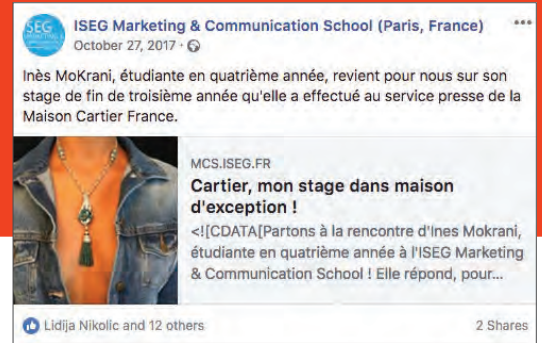 ISEG Marketing & Communication School (Paris, France)
October 27, 2017 ·
Inès MoKrani, étudiante en quatrième année, revient pour nous sur son
stage de fin de troisième année qu'elle a effectué au service presse de la
Maison Cartier France.
MCS.ISEG.FR
Cartier, mon stage dans maison
d'exception !
<![CDATA[Partons à la rencontre d'Ines Mokrani,
étudiante en quatrième année à l'ISEG Marketing
& Communication School ! Elle répond, pour...
Lidija Nikolic and 12 others
2 Shares